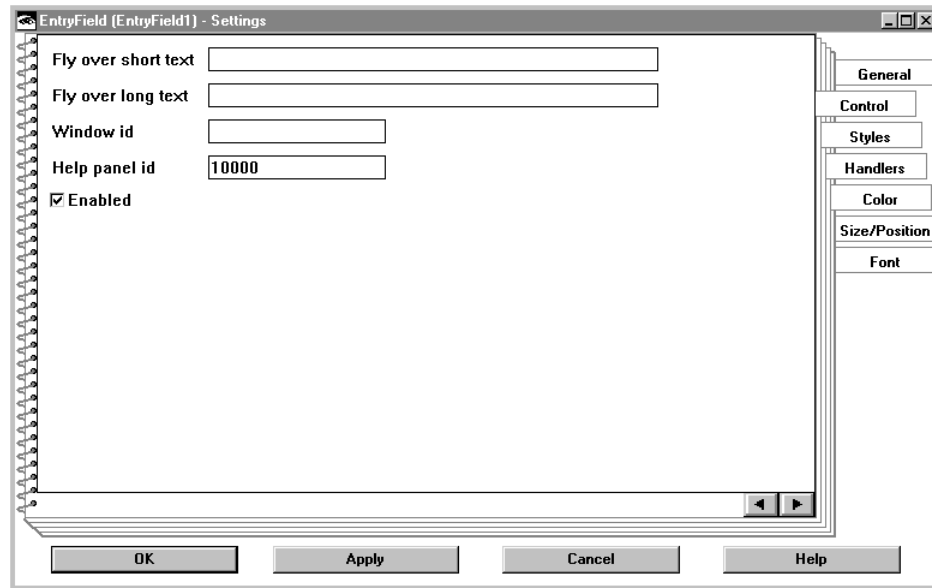 EntryField (EntryField1) - Settings
Fly over short text
Fly over long text
Window id
Help panel id 10000
Enabled
General
Control
Styles
Handlers
Color
Size/Position
Font
OK Apply Cancel Help